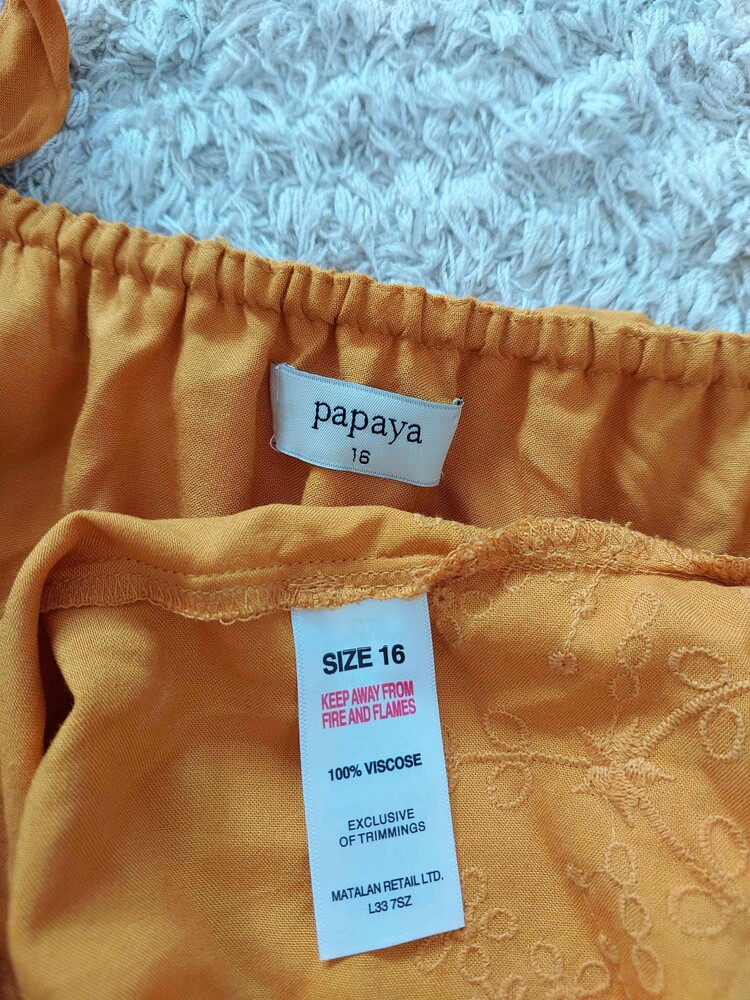 papaya
16
SIZE 16
KEEP AWAY FROM
FIRE AND FLAMES
100% VISCOSE
EXCLUSIVE
OF TRIMMINGS
MATALAN RETAIL LTD.
L33 7SZ